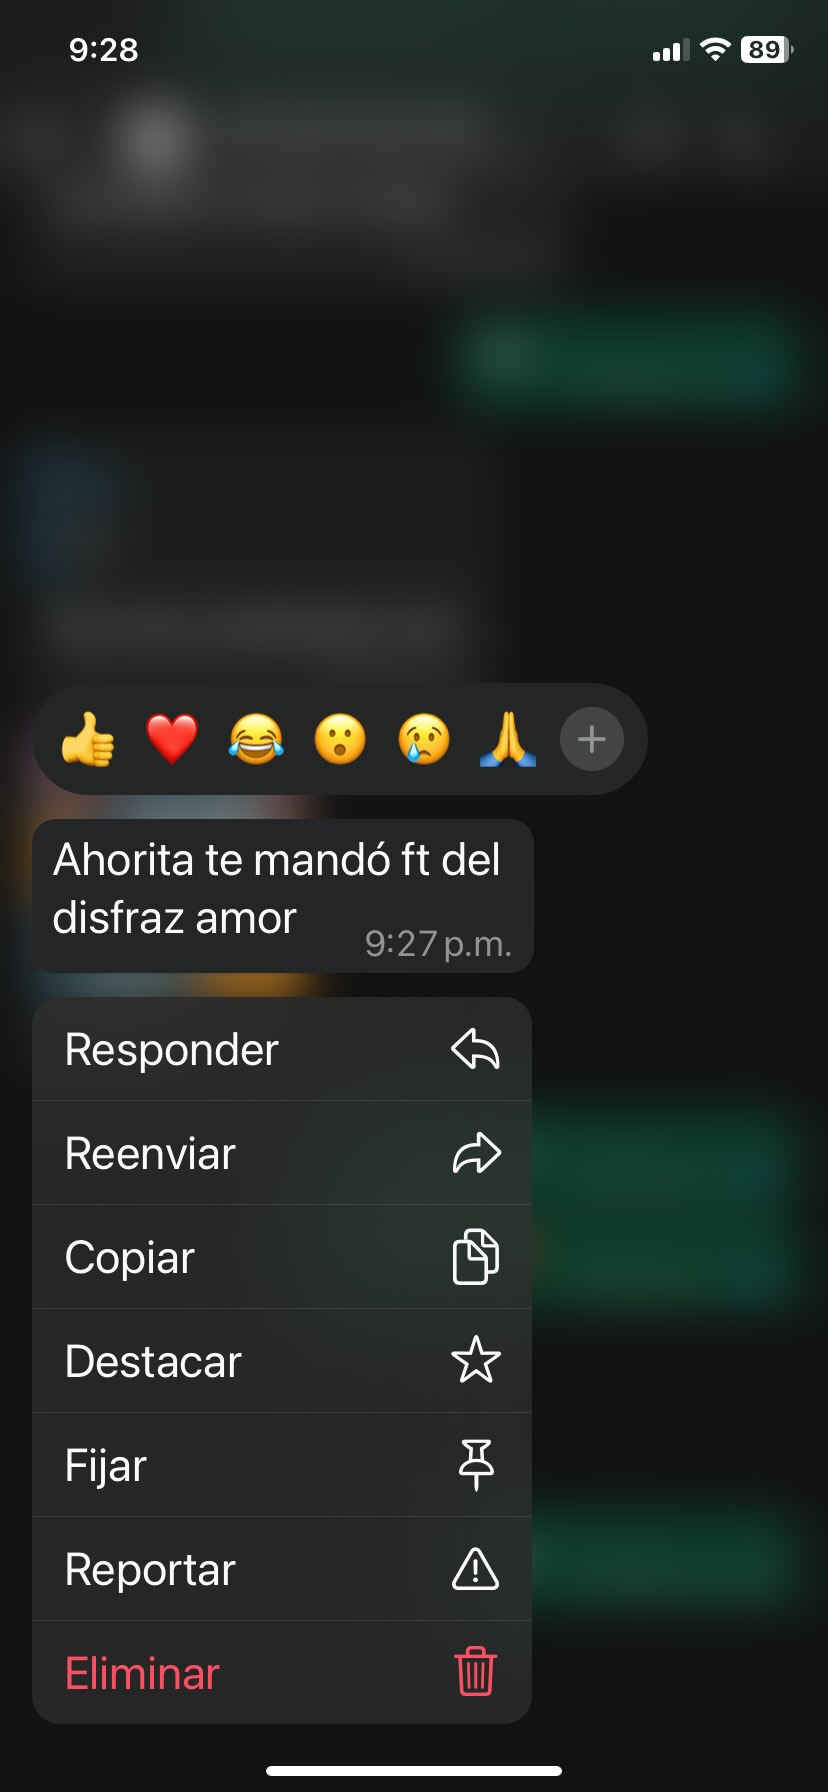 9:28
89
Ahorita te mandó ft del
disfraz amor
9:27 p.m.
Responder
Reenviar
Copiar
Destacar
Fijar
Reportar
Eliminar